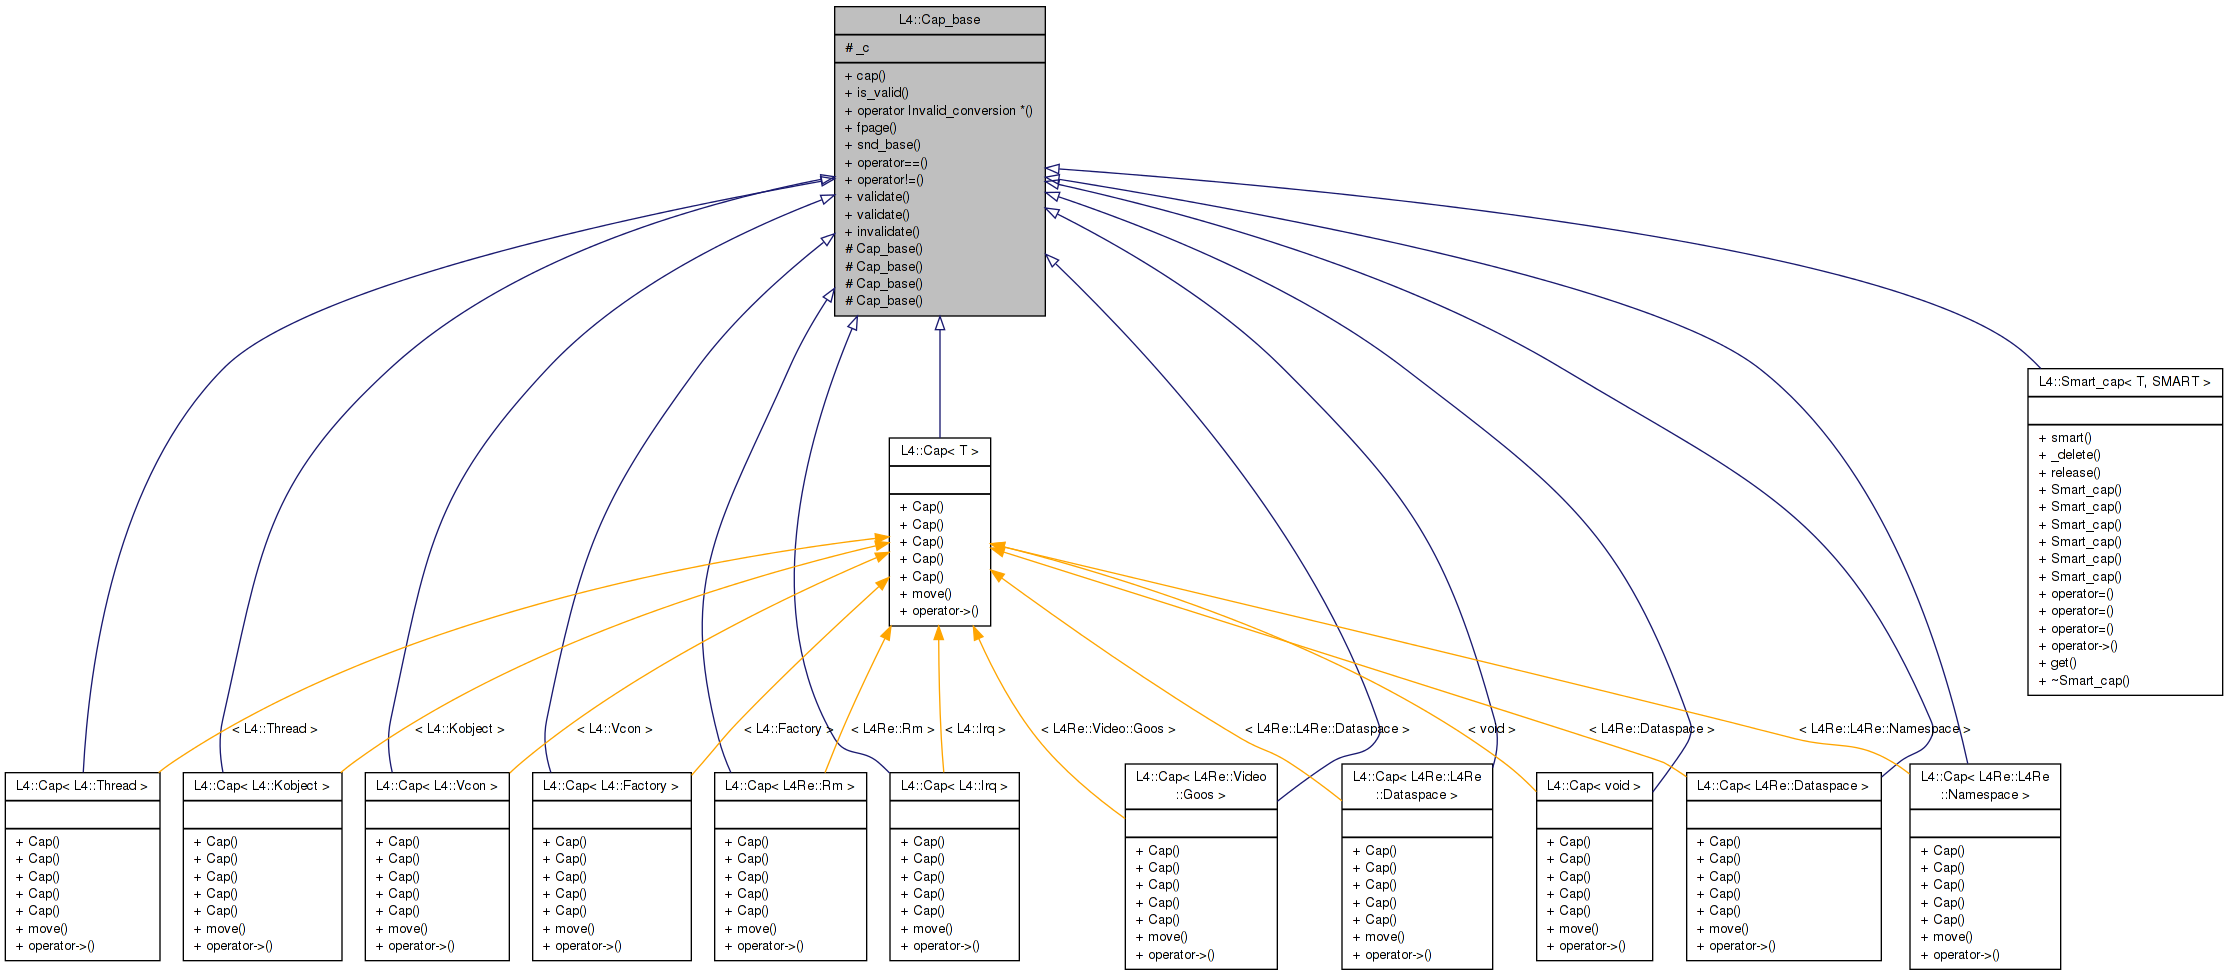 L4::Cap_base
# _c
+ cap()
+ is_valid()
+ operator Invalid_conversion *()
+ fpage()
+ snd_base()
+ operator==()
+ operator!=()
+ validate()
+ validate()
+ invalidate()
# Cap_base()
# Cap_base()
# Cap_base()
# Cap_base()
L4::Smart_cap< T, SMART >
+ smart()
+ _delete()
+ release()
+ Smart_cap()
+ Smart_cap()
+ Smart_cap()
+ Smart_cap()
+ Smart_cap()
+ Smart_cap()
+ operator=()
+ operator=()
+ operator=()
+ operator->()
+ get()
+ ~Smart_cap()
L4::Cap< T >
+ Cap()
+ Cap()
+ Cap()
+ Cap()
+ Cap()
+ move()
+ operator->()
< L4::Thread >
< L4::Kobject >
< L4::Vcon >
< L4::Factory >
< L4Re::Rm >
< L4::Irq >
< L4Re::Video::Goos >
< L4Re::L4Re::Dataspace >
< void >
< L4Re::Dataspace >
< L4Re::L4Re::Namespace >
L4::Cap< L4::Thread >
+ Cap()
+ Cap()
+ Cap()
+ Cap()
+ Cap()
+ move()
+ operator->()
L4::Cap< L4::Kobject >
+ Cap()
+ Cap()
+ Cap()
+ Cap()
+ Cap()
+ move()
+ operator->()
L4::Cap< L4::Vcon >
+ Cap()
+ Cap()
+ Cap()
+ Cap()
+ Cap()
+ move()
+ operator->()
L4::Cap< L4::Factory >
+ Cap()
+ Cap()
+ Cap()
+ Cap()
+ Cap()
+ move()
+ operator->()
L4::Cap< L4Re::Rm >
+ Cap()
+ Cap()
+ Cap()
+ Cap()
+ Cap()
+ move()
+ operator->()
L4::Cap< L4::Irq >
+ Cap()
+ Cap()
+ Cap()
+ Cap()
+ Cap()
+ move()
+ operator->()
L4::Cap< L4Re::Video
::Goos >
+ Cap()
+ Cap()
+ Cap()
+ Cap()
+ Cap()
+ move()
+ operator->()
L4::Cap< L4Re::L4Re
::Dataspace >
+ Cap()
+ Cap()
+ Cap()
+ Cap()
+ Cap()
+ move()
+ operator->()
L4::Cap< void >
+ Cap()
+ Cap()
+ Cap()
+ Cap()
+ Cap()
+ move()
+ operator->()
L4::Cap< L4Re::Dataspace >
+ Cap()
+ Cap()
+ Cap()
+ Cap()
+ Cap()
+ move()
+ operator->()
L4::Cap< L4Re::L4Re
::Namespace >
+ Cap()
+ Cap()
+ Cap()
+ Cap()
+ Cap()
+ move()
+ operator->()